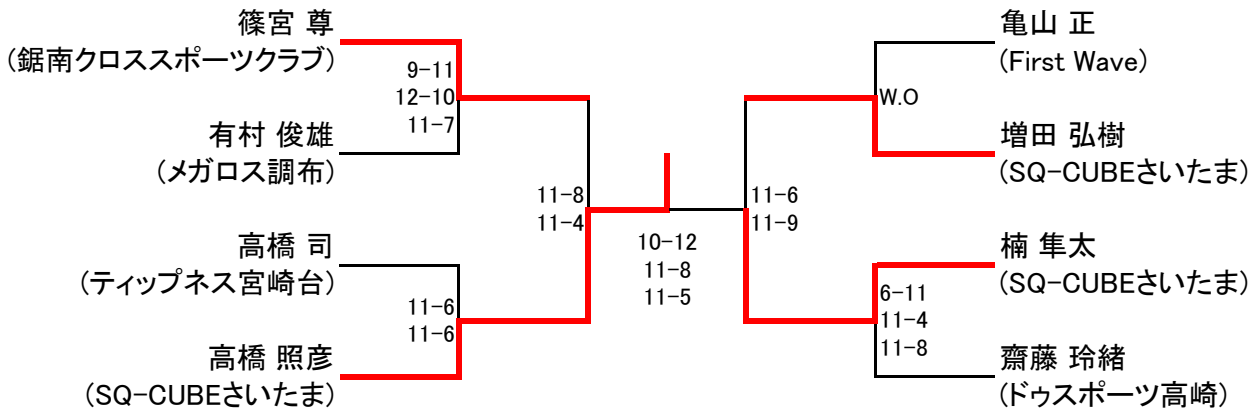 篠宮 尊
(鋸南クロススポーツクラブ)
9-11
12-10
11-7
有村 俊雄
(メガロス調布)
11-8
11-4
高橋 司
(ティップネス宮崎台)
11-6
11-6
高橋 照彦
(SQ-CUBEさいたま)
10-12
11-8
11-5
亀山 正
(First Wave)
W.O
増田 弘樹
(SQ-CUBEさいたま)
11-6
11-9
楠 隼太
(SQ-CUBEさいたま)
6-11
11-4
11-8
齋藤 玲緒
(ドゥスポーツ高崎)